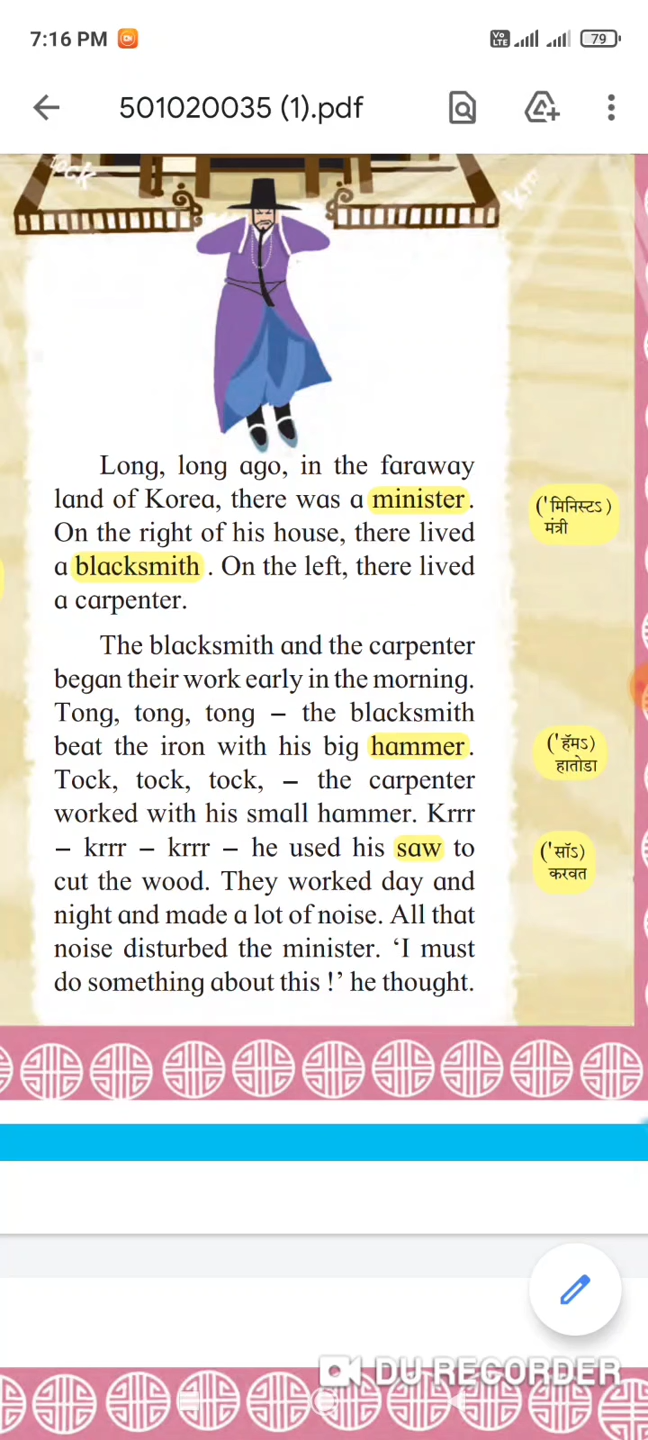 7:16 PM
Vo LTE 79
501020035 (1).pdf
Tock
Long, long ago, in the faraway
land of Korea, there was a minister.
('मिनिस्टऽ)
मंत्री
On the right of his house, there lived
a blacksmith. On the left, there lived
a carpenter.
The blacksmith and the carpenter
began their work early in the morning.
Tong, tong, tong – the blacksmith
beat the iron with his big hammer.
('हॅमऽ)
हातोडा
Tock, tock, tock, – the carpenter
worked with his small hammer. Krrr
– krrr – krrr – he used his saw to
('सॉऽ)
करवत
cut the wood. They worked day and
night and made a lot of noise. All that
noise disturbed the minister. ‘I must
do something about this !’ he thought.
DU RECORDER